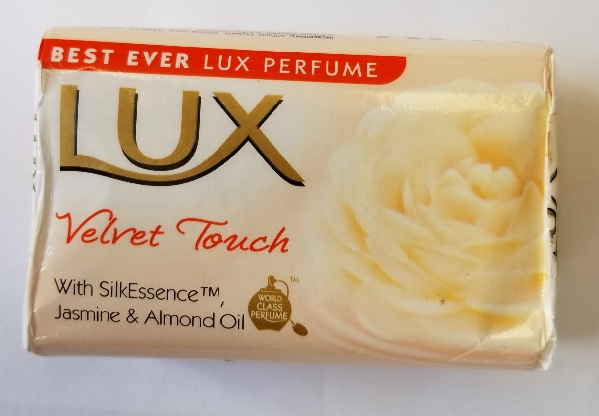 BEST EVER LUX PERFUME
LUX
Velvet Touch
With SilkEssence™,
Jasmine & Almond Oil
WORLD
CLASS
PERFUME
™